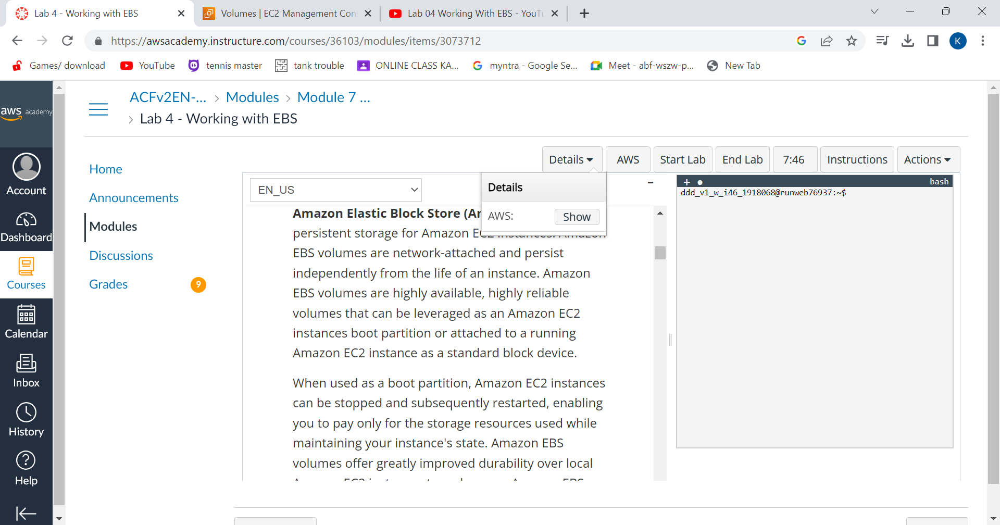 Lab 4 - Working with EBS
Volumes | EC2 Management Con
Lab 04 Working With EBS - YouTu
https://awsacademy.instructure.com/courses/36103/modules/items/3073712
K
Games/ download
YouTube
tennis master
tank trouble
ONLINE CLASS KA...
myntra - Google Se...
Meet - abf-wszw-p...
New Tab
aws academy
Account
Dashboard
Courses
Calendar
Inbox
History
Help
ACFv2EN-... > Modules > Module 7 ...
> Lab 4 - Working with EBS
Home
Announcements
Modules
Discussions
Grades
9
Details
AWS
Start Lab
End Lab
7:46
Instructions
Actions
EN_US
Details
AWS:
Show
Amazon Elastic Block Store (Am
persistent storage for Amazon EC2 instances. Amazon
EBS volumes are network-attached and persist
independently from the life of an instance. Amazon
EBS volumes are highly available, highly reliable
volumes that can be leveraged as an Amazon EC2
instances boot partition or attached to a running
Amazon EC2 instance as a standard block device.
When used as a boot partition, Amazon EC2 instances
can be stopped and subsequently restarted, enabling
you to pay only for the storage resources used while
maintaining your instance's state. Amazon EBS
volumes offer greatly improved durability over local
bash
ddd_v1_w_i46_1918068@runweb76937:~$